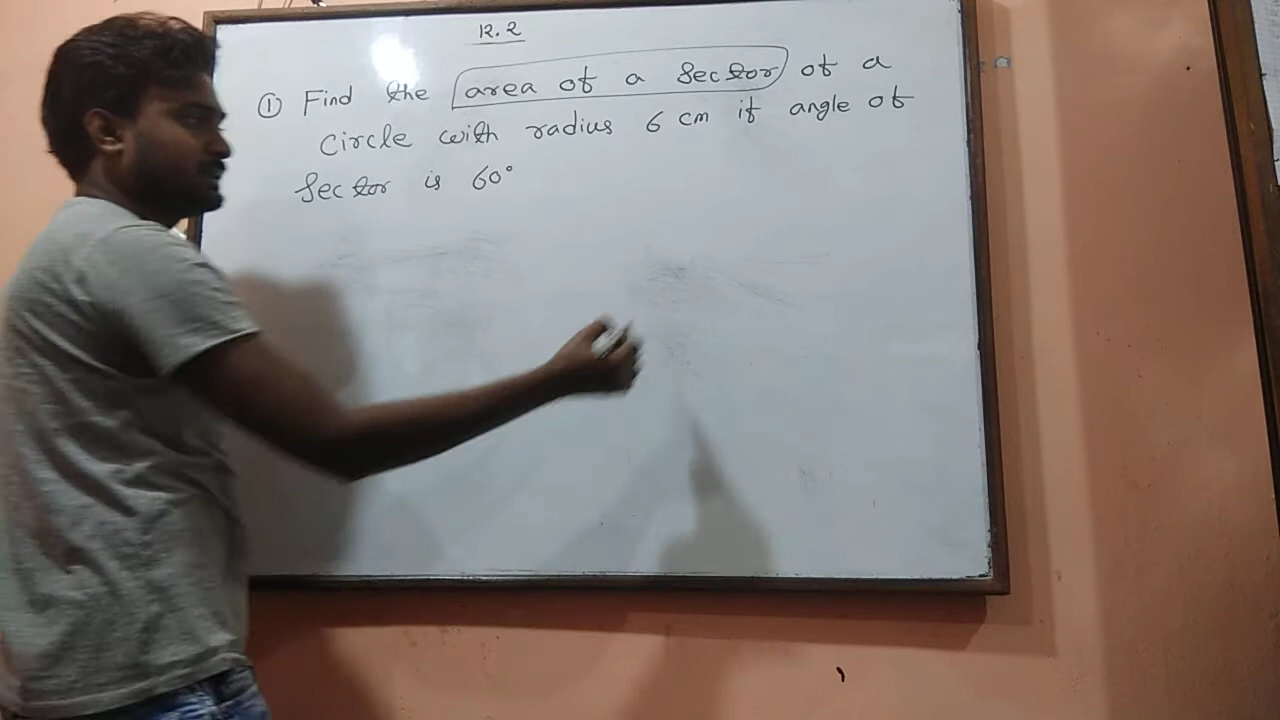 12.2
① Find the area of a sector of a
circle with radius 6 cm if angle of
sector is 60°